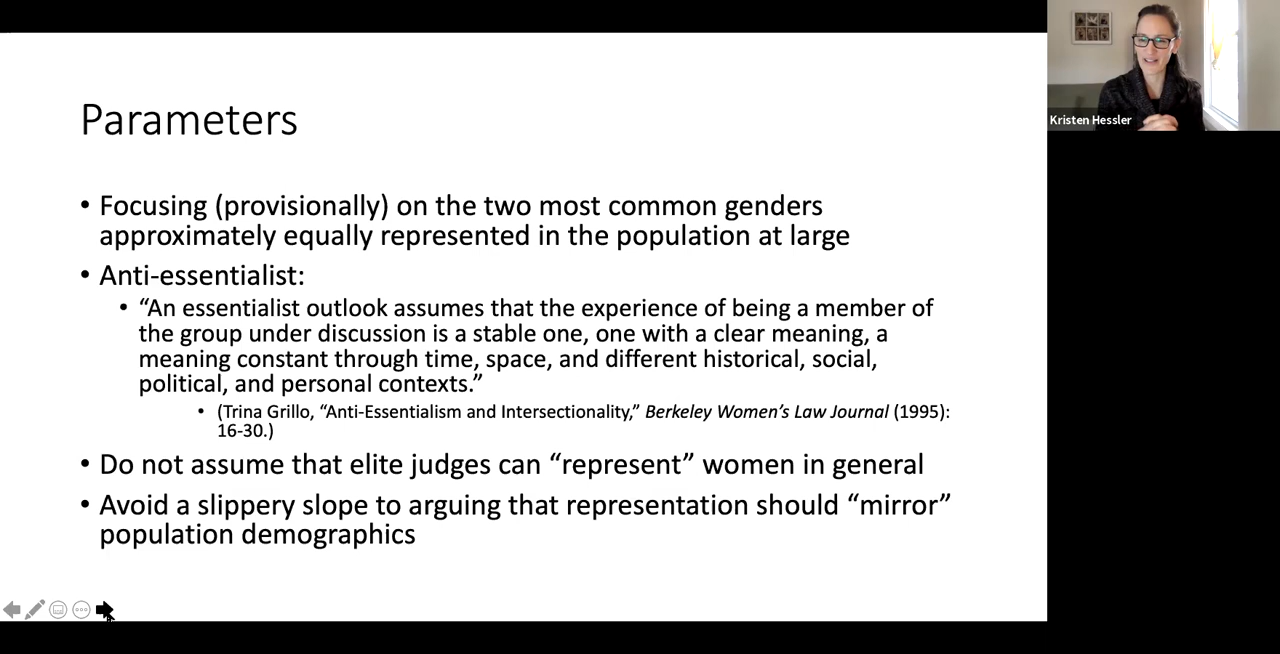 Parameters
• Focusing (provisionally) on the two most common genders
approximately equally represented in the population at large
• Anti-essentialist:
• “An essentialist outlook assumes that the experience of being a member of
the group under discussion is a stable one, one with a clear meaning, a
meaning constant through time, space, and different historical, social,
political, and personal contexts.”
• (Trina Grillo, “Anti-Essentialism and Intersectionality,” Berkeley Women’s Law Journal (1995):
16-30.)
• Do not assume that elite judges can “represent” women in general
• Avoid a slippery slope to arguing that representation should “mirror”
population demographics
Kristen Hessler